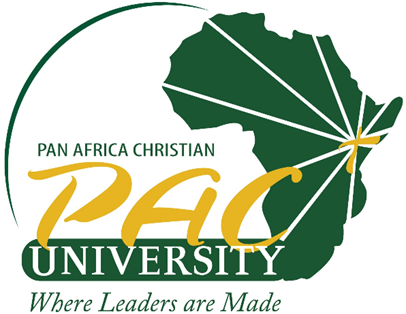 PAN AFRICA CHRISTIAN
PAC
UNIVERSITY
Where Leaders are Made